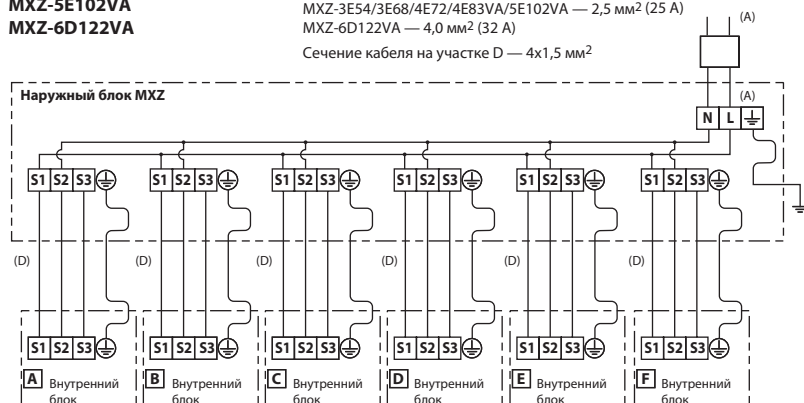 MXZ-5E102VA
MXZ-6D122VA
MXZ-3E54/3E68/4E72/4E83VA/5E102VA — 2,5 мм² (25 А)
MXZ-6D122VA — 4,0 мм² (32 А)
Сечение кабеля на участке D — 4x1,5 мм²
(A)
Наружный блок MXZ
(A)
N L
S1 S2 S3 S1 S2 S3 S1 S2 S3 S1 S2 S3 S1 S2 S3 S1 S2 S3
(D) (D) (D) (D) (D) (D)
S1 S2 S3 S1 S2 S3 S1 S2 S3 S1 S2 S3 S1 S2 S3 S1 S2 S3
A Внутренний B Внутренний C Внутренний D Внутренний E Внутренний F Внутренний
блок блок блок блок блок блок